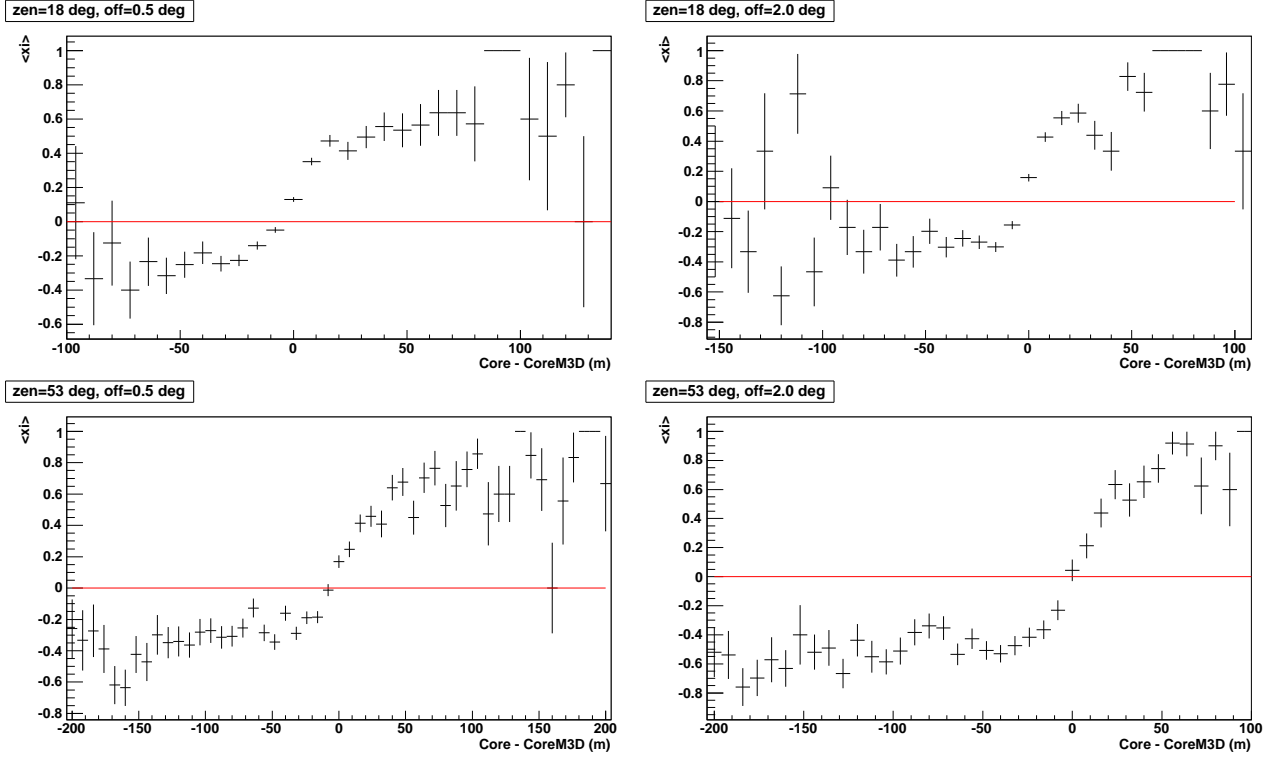 zen=18 deg, off=0.5 deg
<xi>
1
0.8
0.6
0.4
0.2
0
-0.2
-0.4
-0.6
-100 -50 0 50 100
Core - CoreM3D (m)
zen=18 deg, off=2.0 deg
<xi>
1
0.8
0.6
0.4
0.2
0
-0.2
-0.4
-0.6
-0.8
-150 -100 -50 0 50 100
Core - CoreM3D (m)
zen=53 deg, off=0.5 deg
<xi>
1
0.8
0.6
0.4
0.2
0
-0.2
-0.4
-0.6
-0.8
-200 -150 -100 -50 0 50 100 150 200
Core - CoreM3D (m)
zen=53 deg, off=2.0 deg
<xi>
1
0.8
0.6
0.4
0.2
0
-0.2
-0.4
-0.6
-0.8
-200 -150 -100 -50 0 50 100
Core - CoreM3D (m)